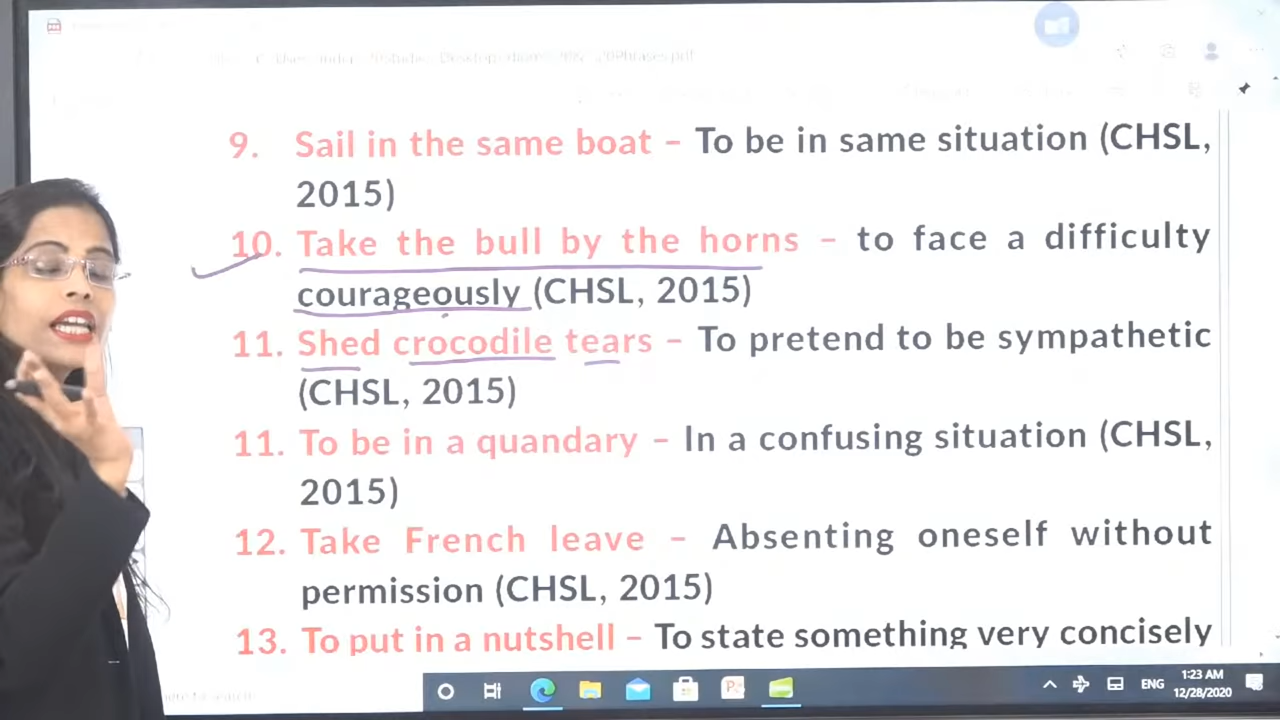 9. Sail in the same boat – To be in same situation (CHSL,
2015)
10. Take the bull by the horns – to face a difficulty
courageously (CHSL, 2015)
11. Shed crocodile tears – To pretend to be sympathetic
(CHSL, 2015)
11. To be in a quandary – In a confusing situation (CHSL,
2015)
12. Take French leave – Absenting oneself without
permission (CHSL, 2015)
13. To put in a nutshell – To state something very concisely
ENG
1:23 AM
12/28/2020